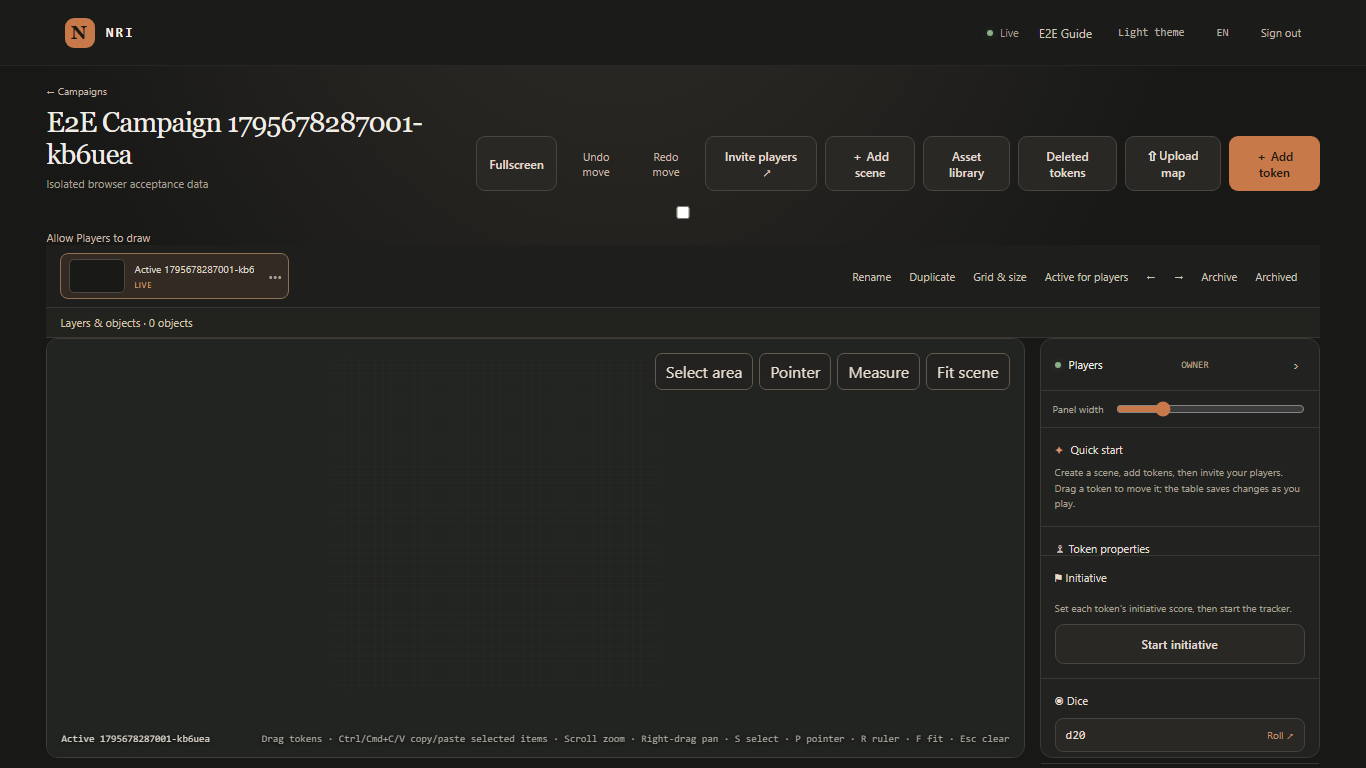 N NRI
Live E2E Guide Light theme EN Sign out
← Campaigns
E2E Campaign 1795678287001-
kb6uea
Isolated browser acceptance data
Fullscreen
Undo
move
Redo
move
Invite players
↗
+ Add
scene
Asset
library
Deleted
tokens
⇧ Upload
map
+ Add
token
Allow Players to draw
Active 1795678287001-kb6
LIVE
•••
Rename Duplicate Grid & size Active for players ← → Archive Archived
Layers & objects · 0 objects
Select area Pointer Measure Fit scene
Active 1795678287001-kb6uea
Drag tokens · Ctrl/Cmd+C/V copy/paste selected items · Scroll zoom · Right-drag pan · S select · P pointer · R ruler · F fit · Esc clear
Players OWNER ›
Panel width
✦ Quick start
Create a scene, add tokens, then invite your players.
Drag a token to move it; the table saves changes as you
play.
♙ Token properties
⚑ Initiative
Set each token's initiative score, then start the tracker.
Start initiative
◉ Dice
d20 Roll ↗